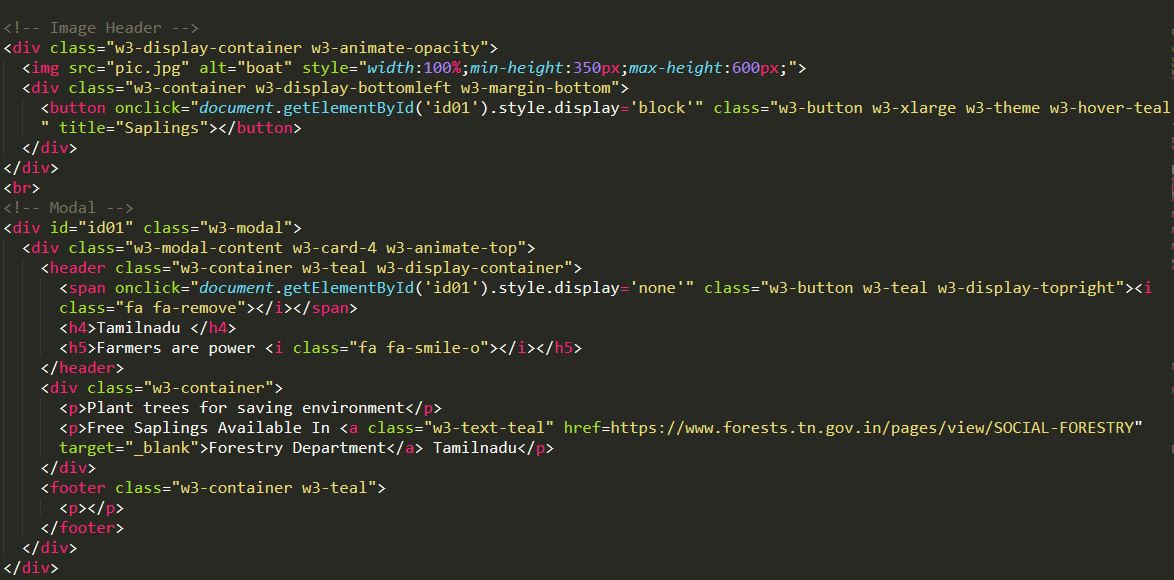 <!-- Image Header -->
<div class="w3-display-container w3-animate-opacity">
<img src="pic.jpg" alt="boat" style="width:100%;min-height:350px;max-height:600px;">
<div class="w3-container w3-display-bottomleft w3-margin-bottom">
<button onclick="document.getElementById('id01').style.display='block'" class="w3-button w3-xlarge w3-theme w3-hover-teal
" title="Saplings"></button>
</div>
</div>
<br>
<!-- Modal -->
<div id="id01" class="w3-modal">
<div class="w3-modal-content w3-card-4 w3-animate-top">
<header class="w3-container w3-teal w3-display-container">
<span onclick="document.getElementById('id01').style.display='none'" class="w3-button w3-teal w3-display-topright"><i
class="fa fa-remove"></i></span>
<h4>Tamilnadu </h4>
<h5>Farmers are power <i class="fa fa-smile-o"></i></h5>
</header>
<div class="w3-container">
<p>Plant trees for saving environment</p>
<p>Free Saplings Available In <a class="w3-text-teal" href=https://www.forests.tn.gov.in/pages/view/SOCIAL-FORESTRY"
target="_blank">Forestry Department</a> Tamilnadu</p>
</div>
<footer class="w3-container w3-teal">
<p></p>
</footer>
</div>
</div>